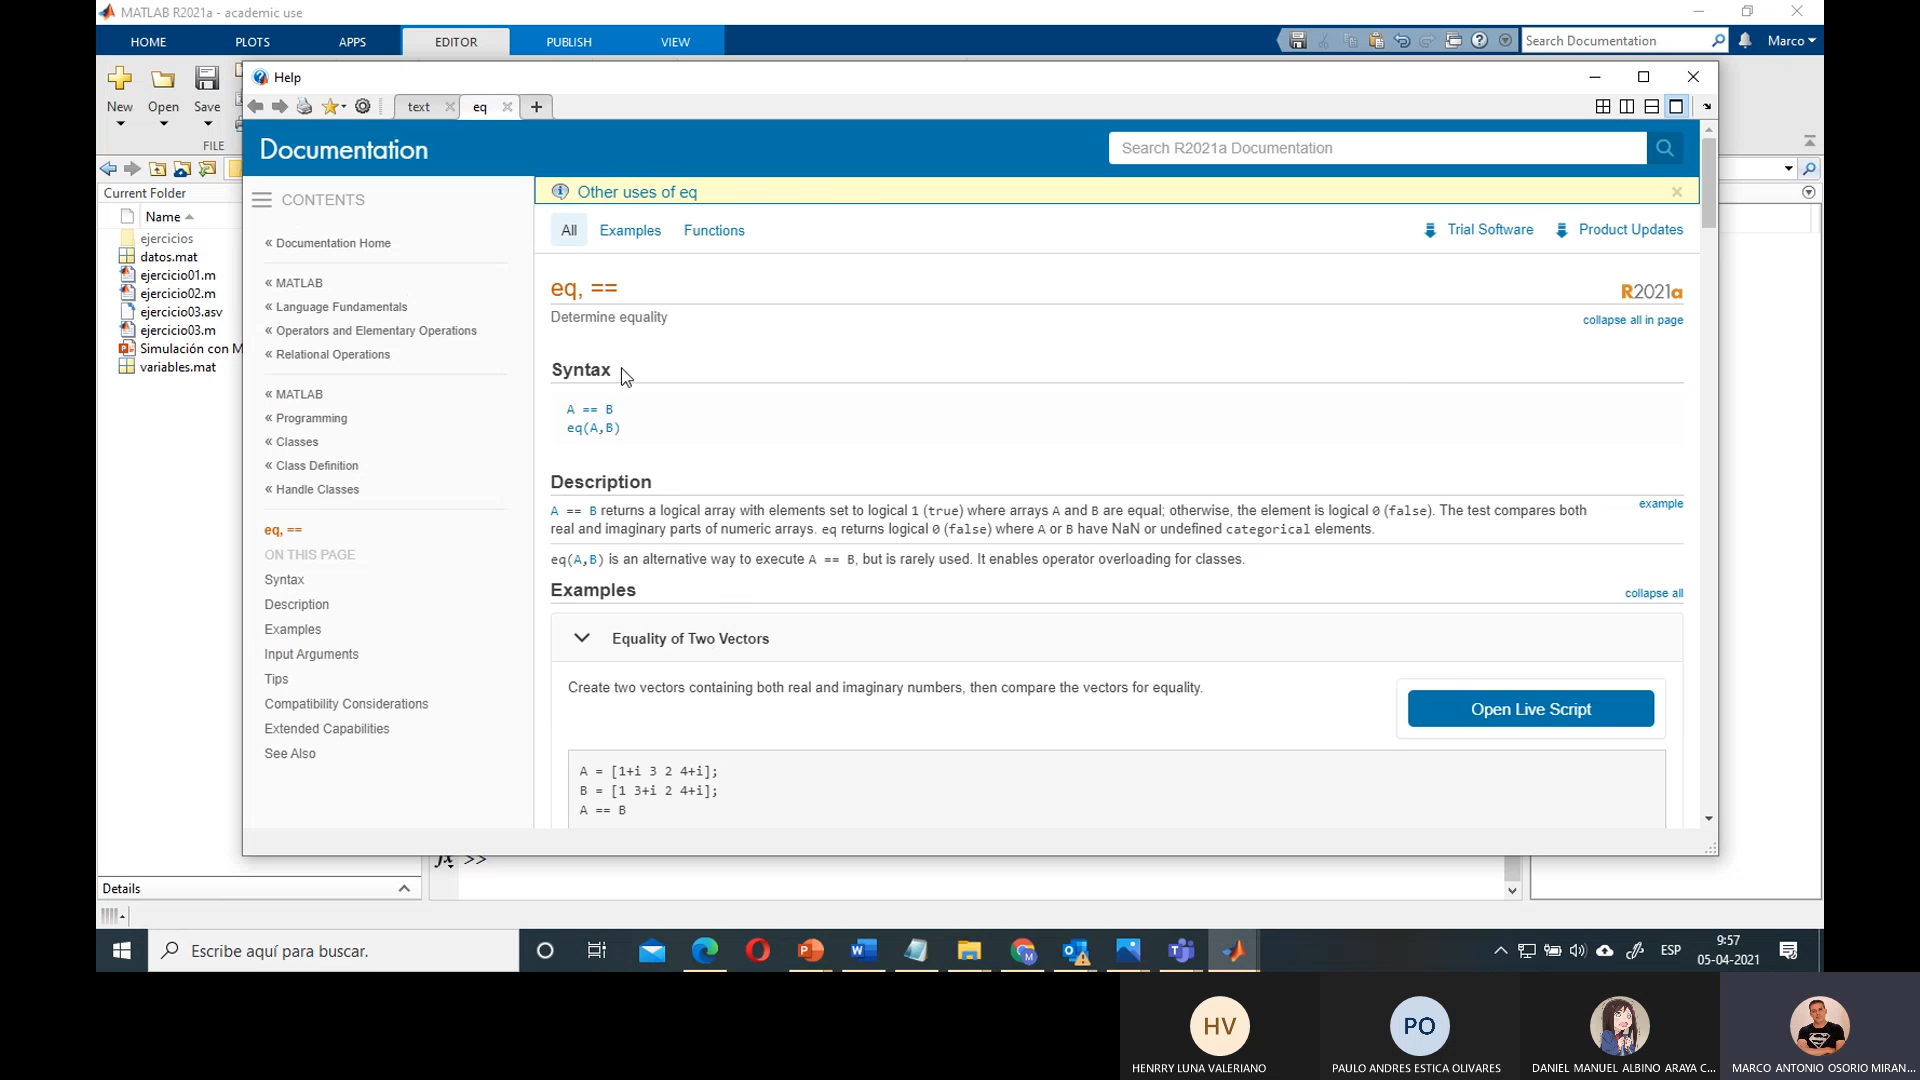 MATLAB R2021a - academic use
HOME
PLOTS
APPS
EDITOR
PUBLISH
VIEW
Search Documentation
Marco
New
Open
Save
FILE
Help
text
eq
Documentation
Search R2021a Documentation
Current Folder
Name
ejercicios
datos.mat
ejercicio01.m
ejercicio02.m
ejercicio03.asv
ejercicio03.m
Simulación con M
variables.mat
CONTENTS
« Documentation Home
« MATLAB
« Language Fundamentals
« Operators and Elementary Operations
« Relational Operations
« MATLAB
« Programming
« Classes
« Class Definition
« Handle Classes
eq, ==
ON THIS PAGE
Syntax
Description
Examples
Input Arguments
Tips
Compatibility Considerations
Extended Capabilities
See Also
Other uses of eq
All
Examples
Functions
Trial Software
Product Updates
eq, ==
R2021a
Determine equality
collapse all in page
Syntax
A == B
eq(A,B)
Description
A == B returns a logical array with elements set to logical 1 (true) where arrays A and B are equal; otherwise, the element is logical 0 (false). The test compares both
real and imaginary parts of numeric arrays. eq returns logical 0 (false) where A or B have NaN or undefined categorical elements.
example
eq(A,B) is an alternative way to execute A == B, but is rarely used. It enables operator overloading for classes.
Examples
collapse all
Equality of Two Vectors
Create two vectors containing both real and imaginary numbers, then compare the vectors for equality.
Open Live Script
A = [1+i 3 2 4+i];
B = [1 3+i 2 4+i];
A == B
fx >>
Details
Escribe aquí para buscar.
ESP
9:57
05-04-2021
HV
HENRRY LUNA VALERIANO
PO
PAULO ANDRES ESTICA OLIVARES
DANIEL MANUEL ALBINO ARAYA C...
MARCO ANTONIO OSORIO MIRAN...